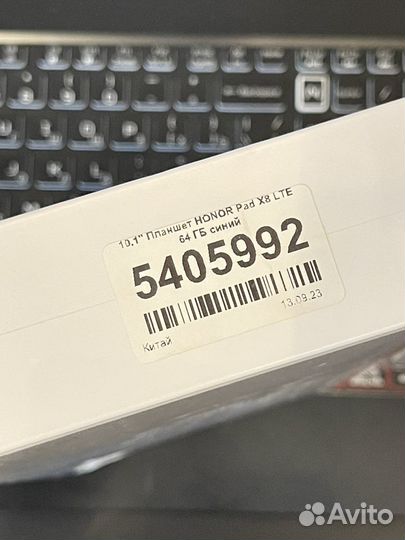 10.1" Планшет HONOR Pad X8 LTE
64 ГБ синий
5405992
13.09.23
Китай
Avito